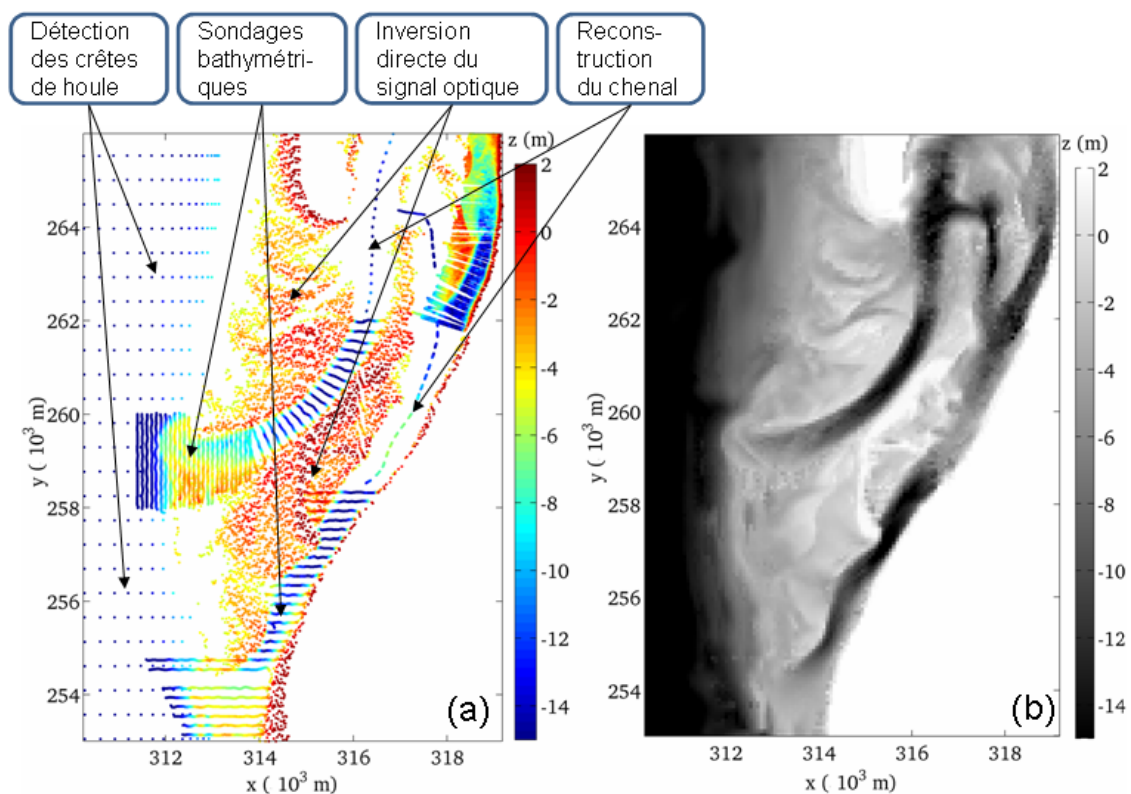 Détection
des crêtes
de houle
Sondages
bathymétri-
ques
Inversion
directe du
signal optique
Recons-
truction
du chenal
z (m)
2
0
-2
-4
-6
-8
-10
-12
-14
264
262
260
258
256
254
y ( 10³ m)
312
314
316
318
x ( 10³ m)
(a)
z (m)
2
0
-2
-4
-6
-8
-10
-12
-14
264
262
260
258
256
254
y ( 10³ m)
312
314
316
318
x ( 10³ m)
(b)